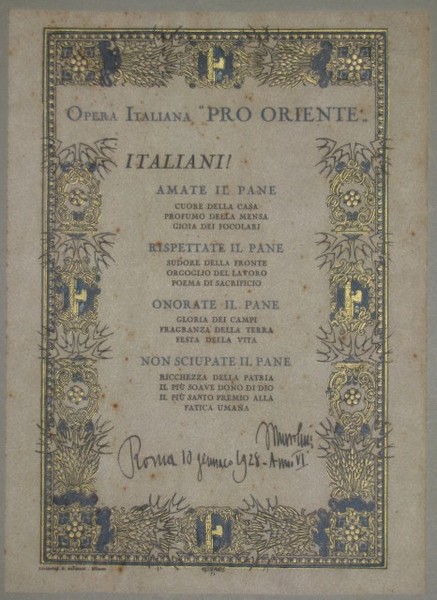 OPERA ITALIANA "PRO ORIENTE"
ITALIANI!
AMATE IL PANE
CUORE DELLA CASA
PROFUMO DELLA MENSA
GIOIA DEI FOCOLARI
RISPETTATE IL PANE
SUDORE DELLA FRONTE
ORGOGLIO DEL LAVORO
POEMA DI SACRIFICIO
ONORATE IL PANE
GLORIA DEI CAMPI
FRAGRANZA DELLA TERRA
FESTA DELLA VITA
NON SCIUPATE IL PANE
RICCHEZZA DELLA PATRIA
IL PIÙ SOAVE DONO DI DIO
IL PIÙ SANTO PREMIO ALLA
FATICA UMANA
Mussolini
Roma 10 gennaio 1928 - Anno VI